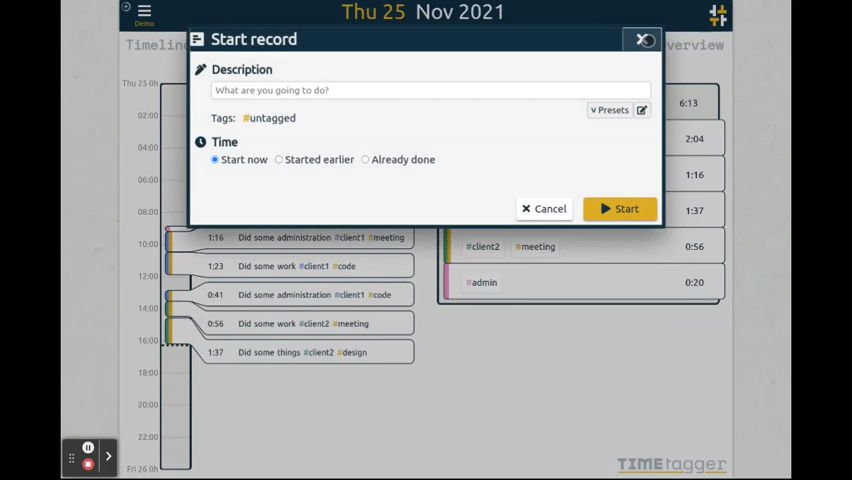 Thu 25 Nov 2021
Demo
Start record
Description
What are you going to do?
v Presets
Tags: #untagged
Time
Start now Started earlier Already done
Cancel Start
Timeline
erview
Thu 25 0h
02:00
04:00
06:00
08:00
10:00
12:00
14:00
16:00
18:00
20:00
22:00
Fri 26 0h
1:16 Did some administration #client1 #meeting
1:23 Did some work #client1 #code
0:41 Did some administration #client1 #code
0:56 Did some work #client2 #meeting
1:37 Did some things #client2 #design
6:13
2:04
1:16
1:37
#client2 #meeting 0:56
#admin 0:20
TIMEtagger